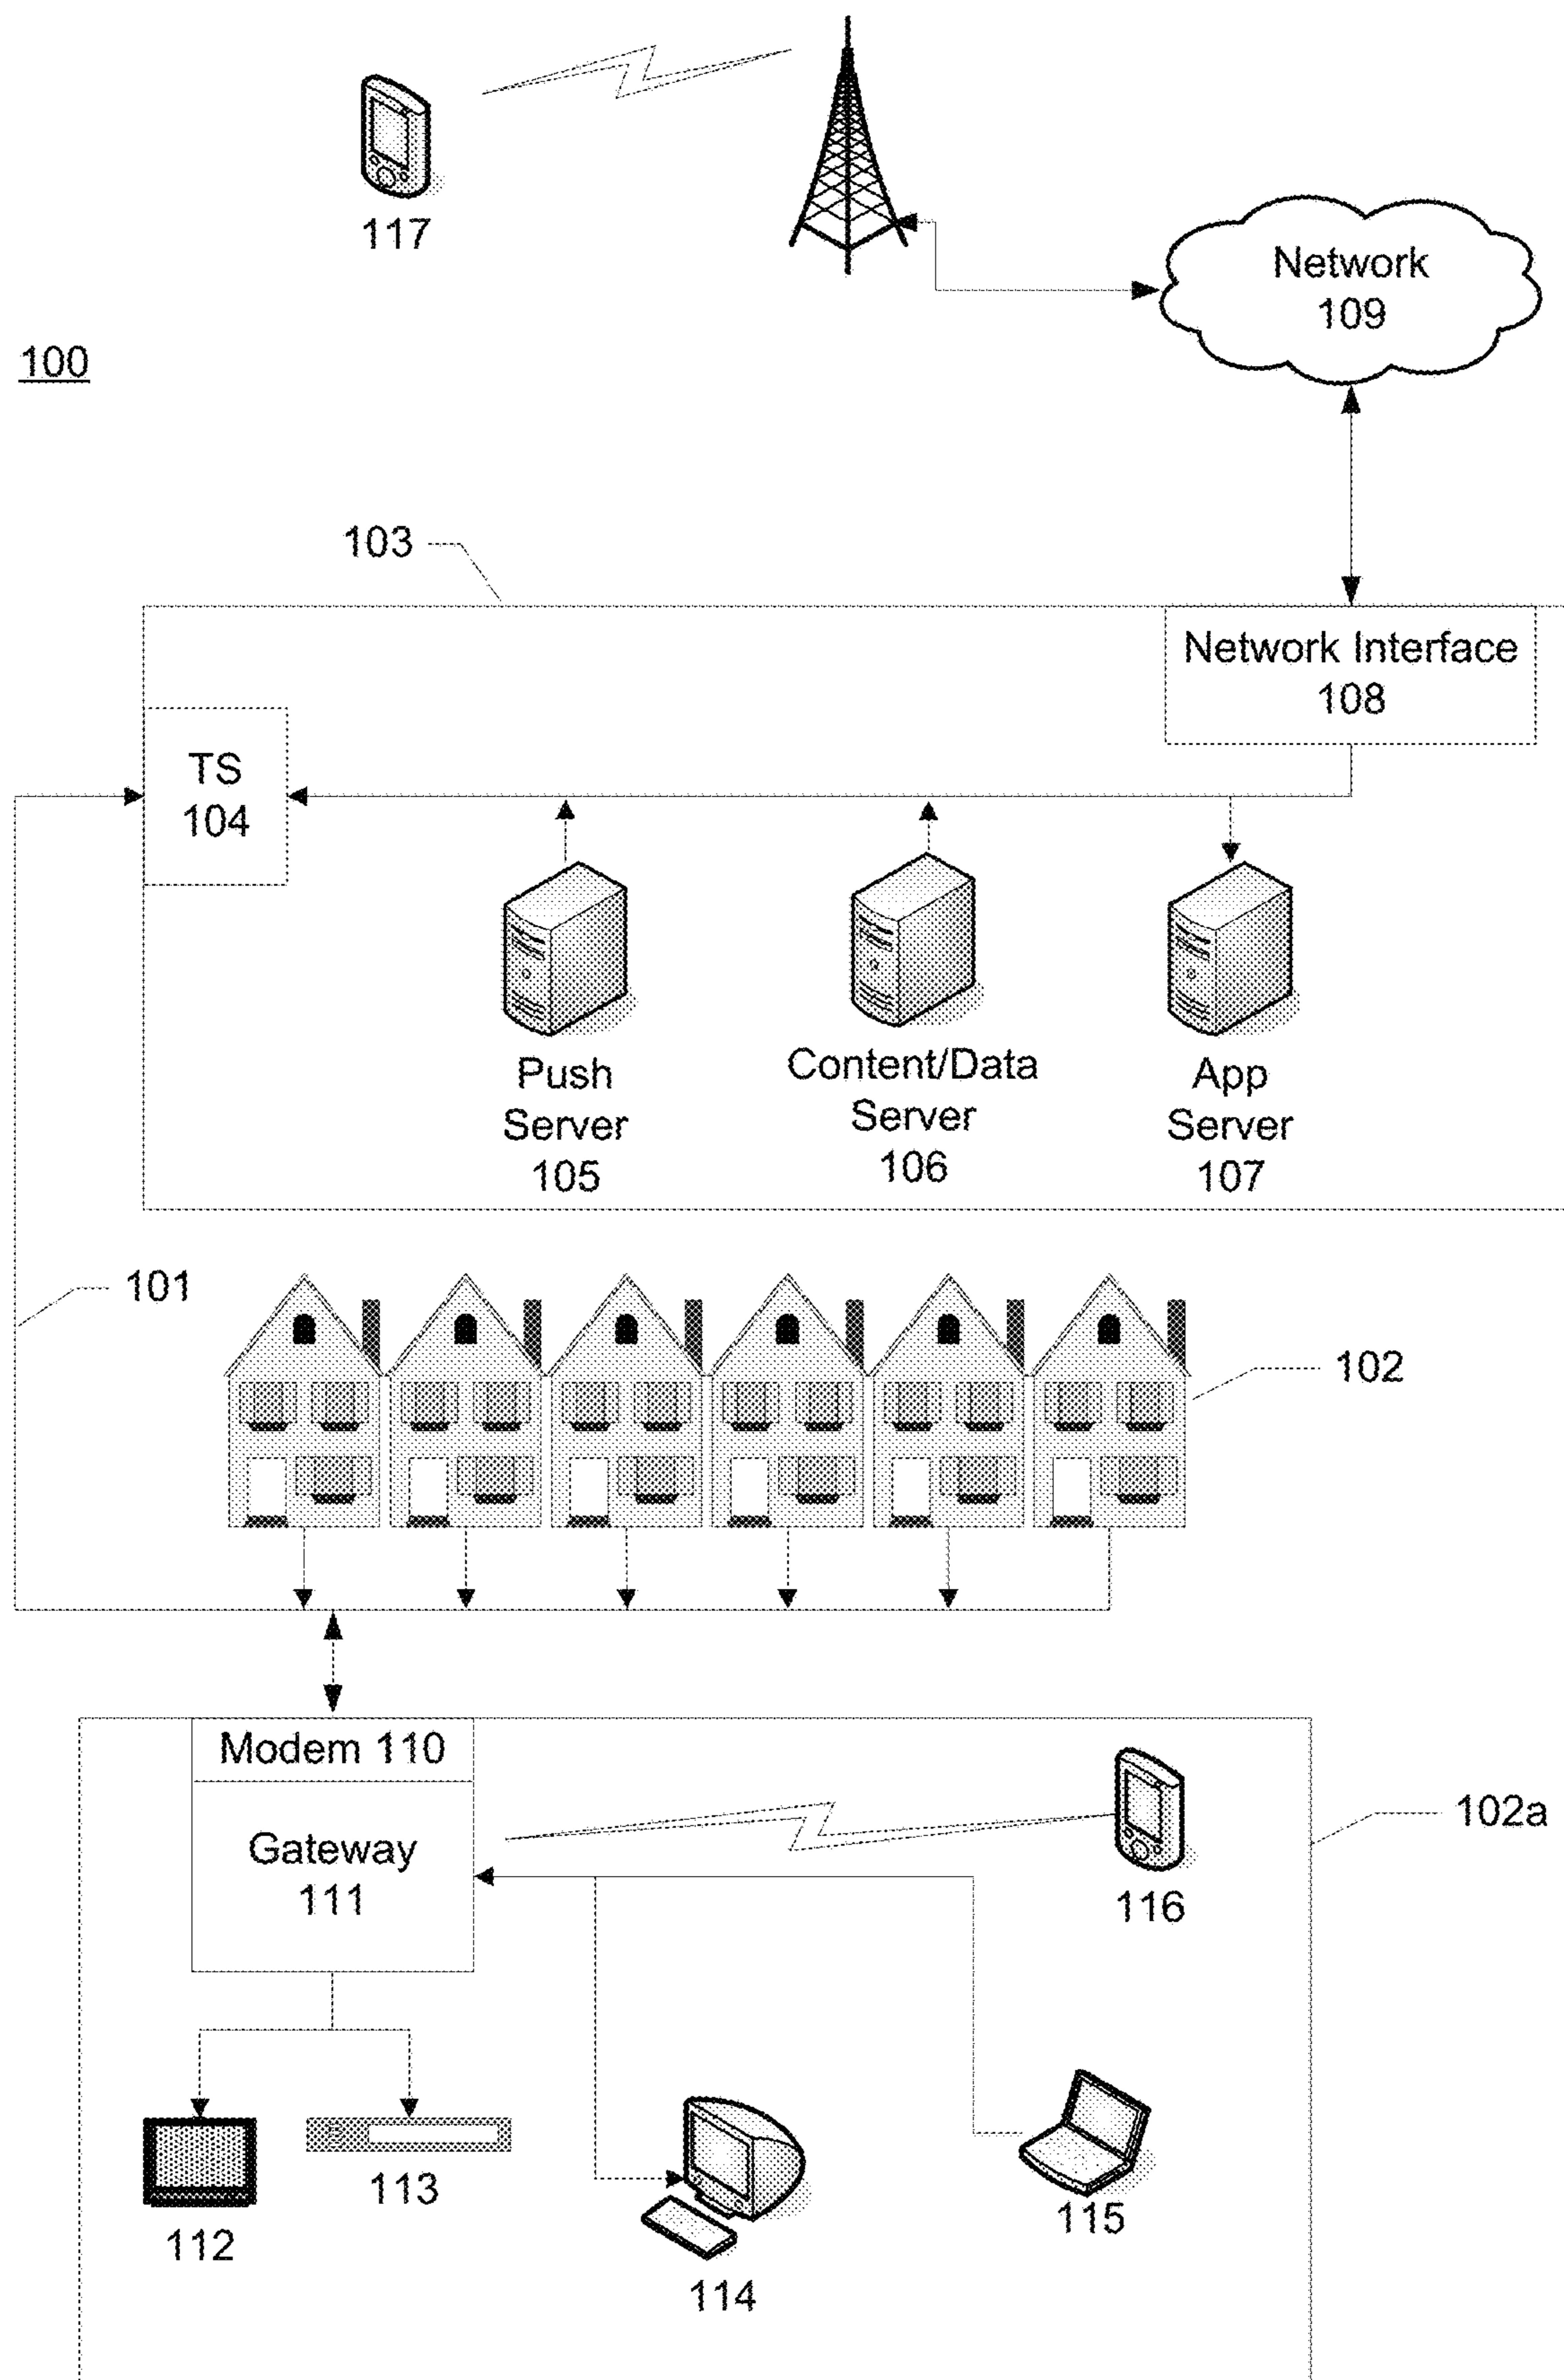 117
Network
109
100
103
Network Interface
108
TS
104
Push
Server
105
Content/Data
Server
106
App
Server
107
101
102
Modem 110
Gateway
111
102a
116
112
113
114
115